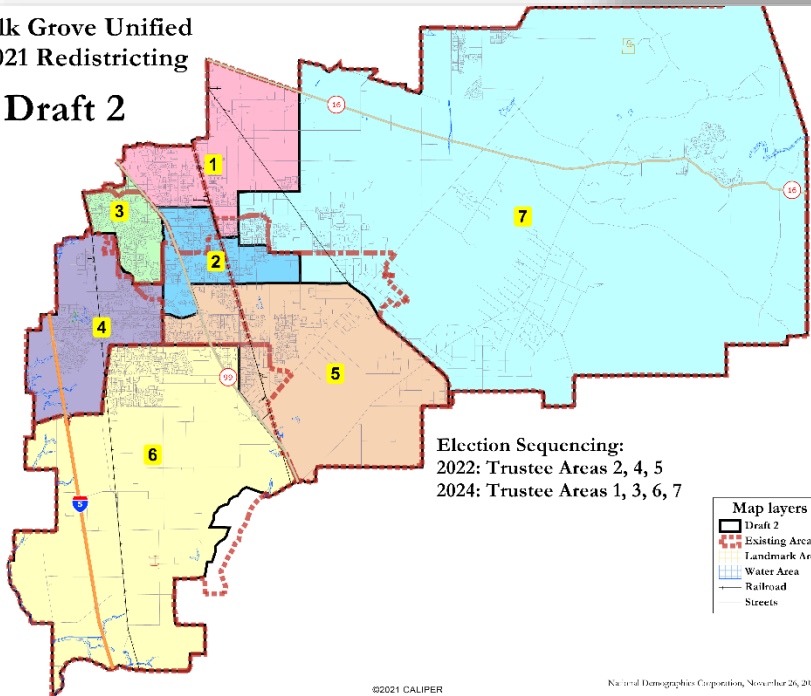 lk Grove Unified
021 Redistricting
Draft 2
16
1
3
7
16
2
4
99
5
6
5
Election Sequencing:
2022: Trustee Areas 2, 4, 5
2024: Trustee Areas 1, 3, 6, 7
Map layers
Draft 2
Existing Area
Landmark Are
Water Area
Railroad
Streets
©2021 CALIPER
National Demographics Corporation, November 26, 20